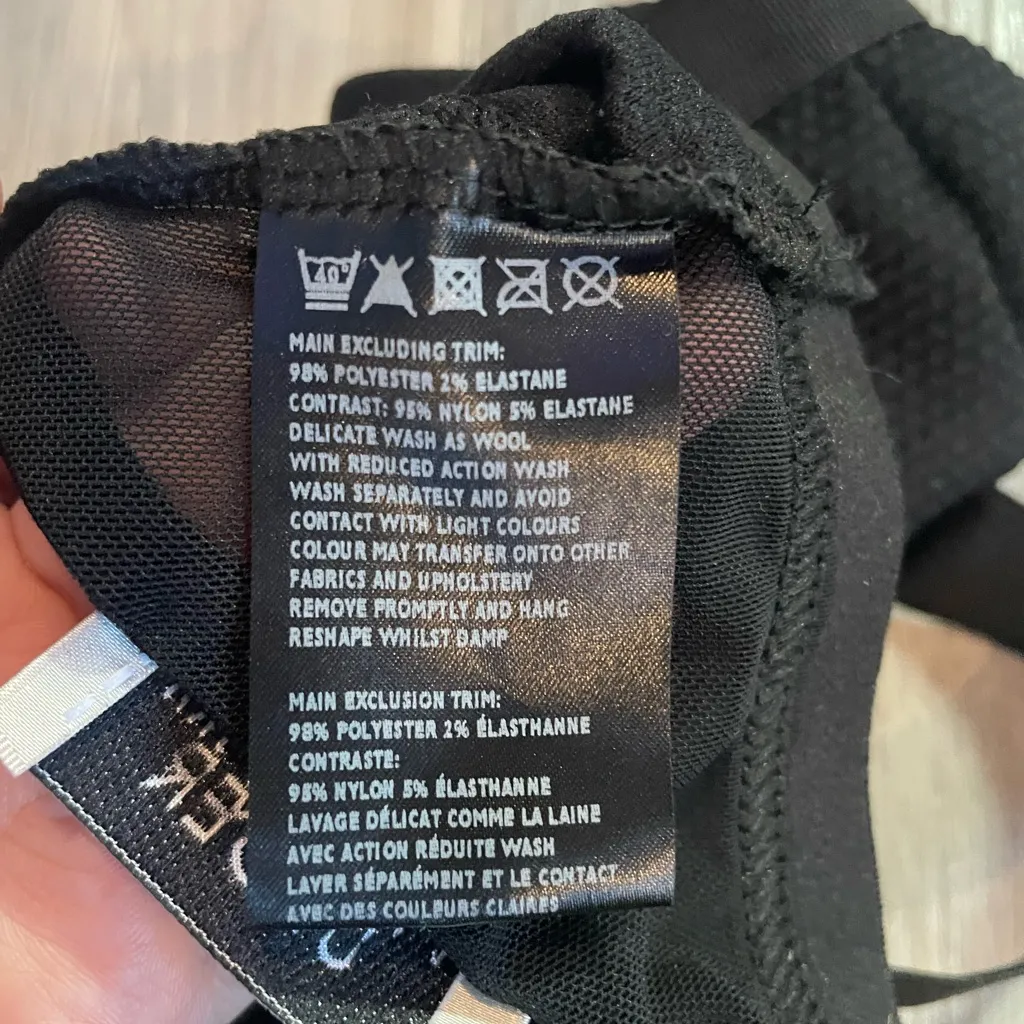 40°
MAIN EXCLUDING TRIM:
98% POLYESTER 2% ELASTANE
CONTRAST: 95% NYLON 5% ELASTANE
DELICATE WASH AS WOOL
WITH REDUCED ACTION WASH
WASH SEPARATELY AND AVOID
CONTACT WITH LIGHT COLOURS
COLOUR MAY TRANSFER ONTO OTHER
FABRICS AND UPHOLSTERY
REMOVE PROMPTLY AND HANG
RESHAPE WHILST DAMP
MAIN EXCLUSION TRIM:
98% POLYESTER 2% ÉLASTHANNE
CONTRASTE:
95% NYLON 5% ÉLASTHANNE
LAVAGE DÉLICAT COMME LA LAINE
AVEC ACTION RÉDUITE WASH
LAVER SÉPARÉMENT ET LE CONTACT
AVEC DES COULEURS CLAIRES